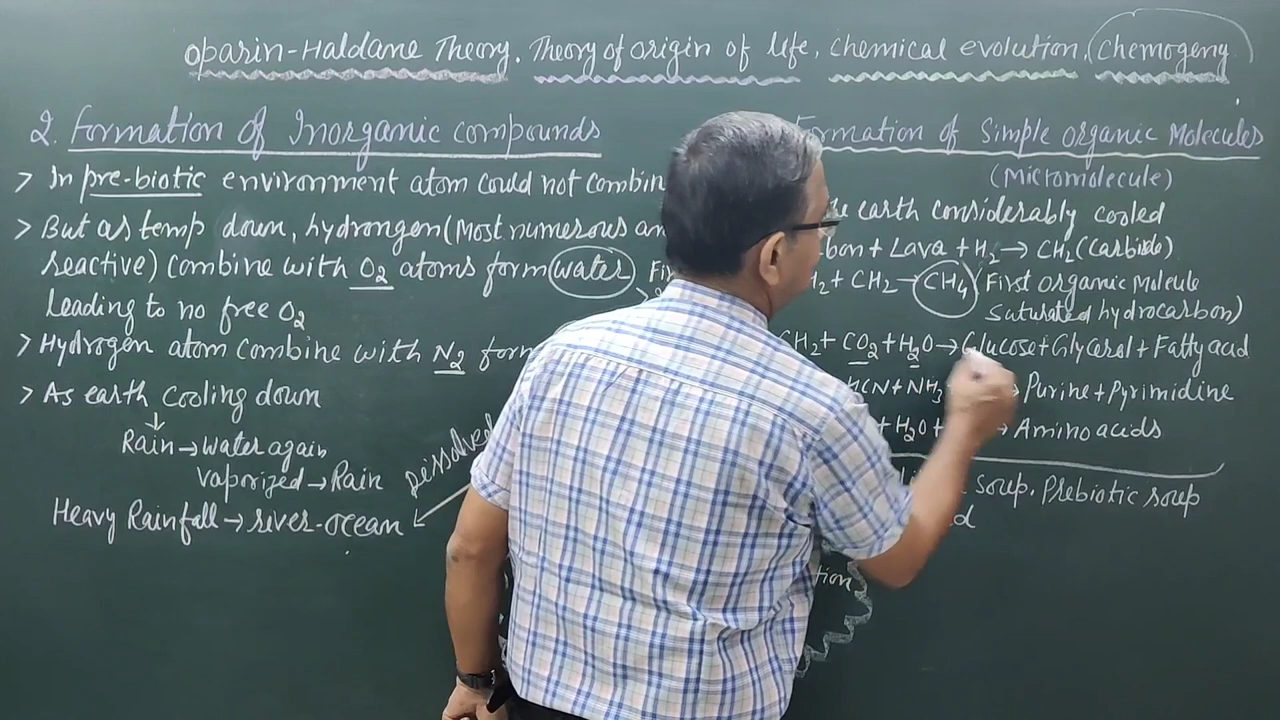 Oparin-Haldane Theory. Theory of origin of life, chemical evolution, (Chemogeny)
2. Formation of Inorganic compounds
> In pre-biotic environment atom could not combin
> But as temp down, hydrongen (Most numerous an
reactive) Combine with O2 atoms form water
Leading to no free O2
> Hydrogen atom combine with N2 form
> As earth cooling down
Rain → water again
vaporized → Rain
Heavy Rainfall → river-ocean
Dissolved
Formation of Simple organic Molecules
(Micromolecule)
earth considerably cooled
bon + Lava + H2 → CH2 (carbide)
H2 + CH2 → CH4 (First organic Molecule
Saturated hydrocarbon)
CH2 + CO2 + H2O → Glucose + Glycerol + Fatty acid
HCN + NH3 → Purine + Pyrimidine
+ H2O + → Amino acids
soup. Prebiotic soup
tion